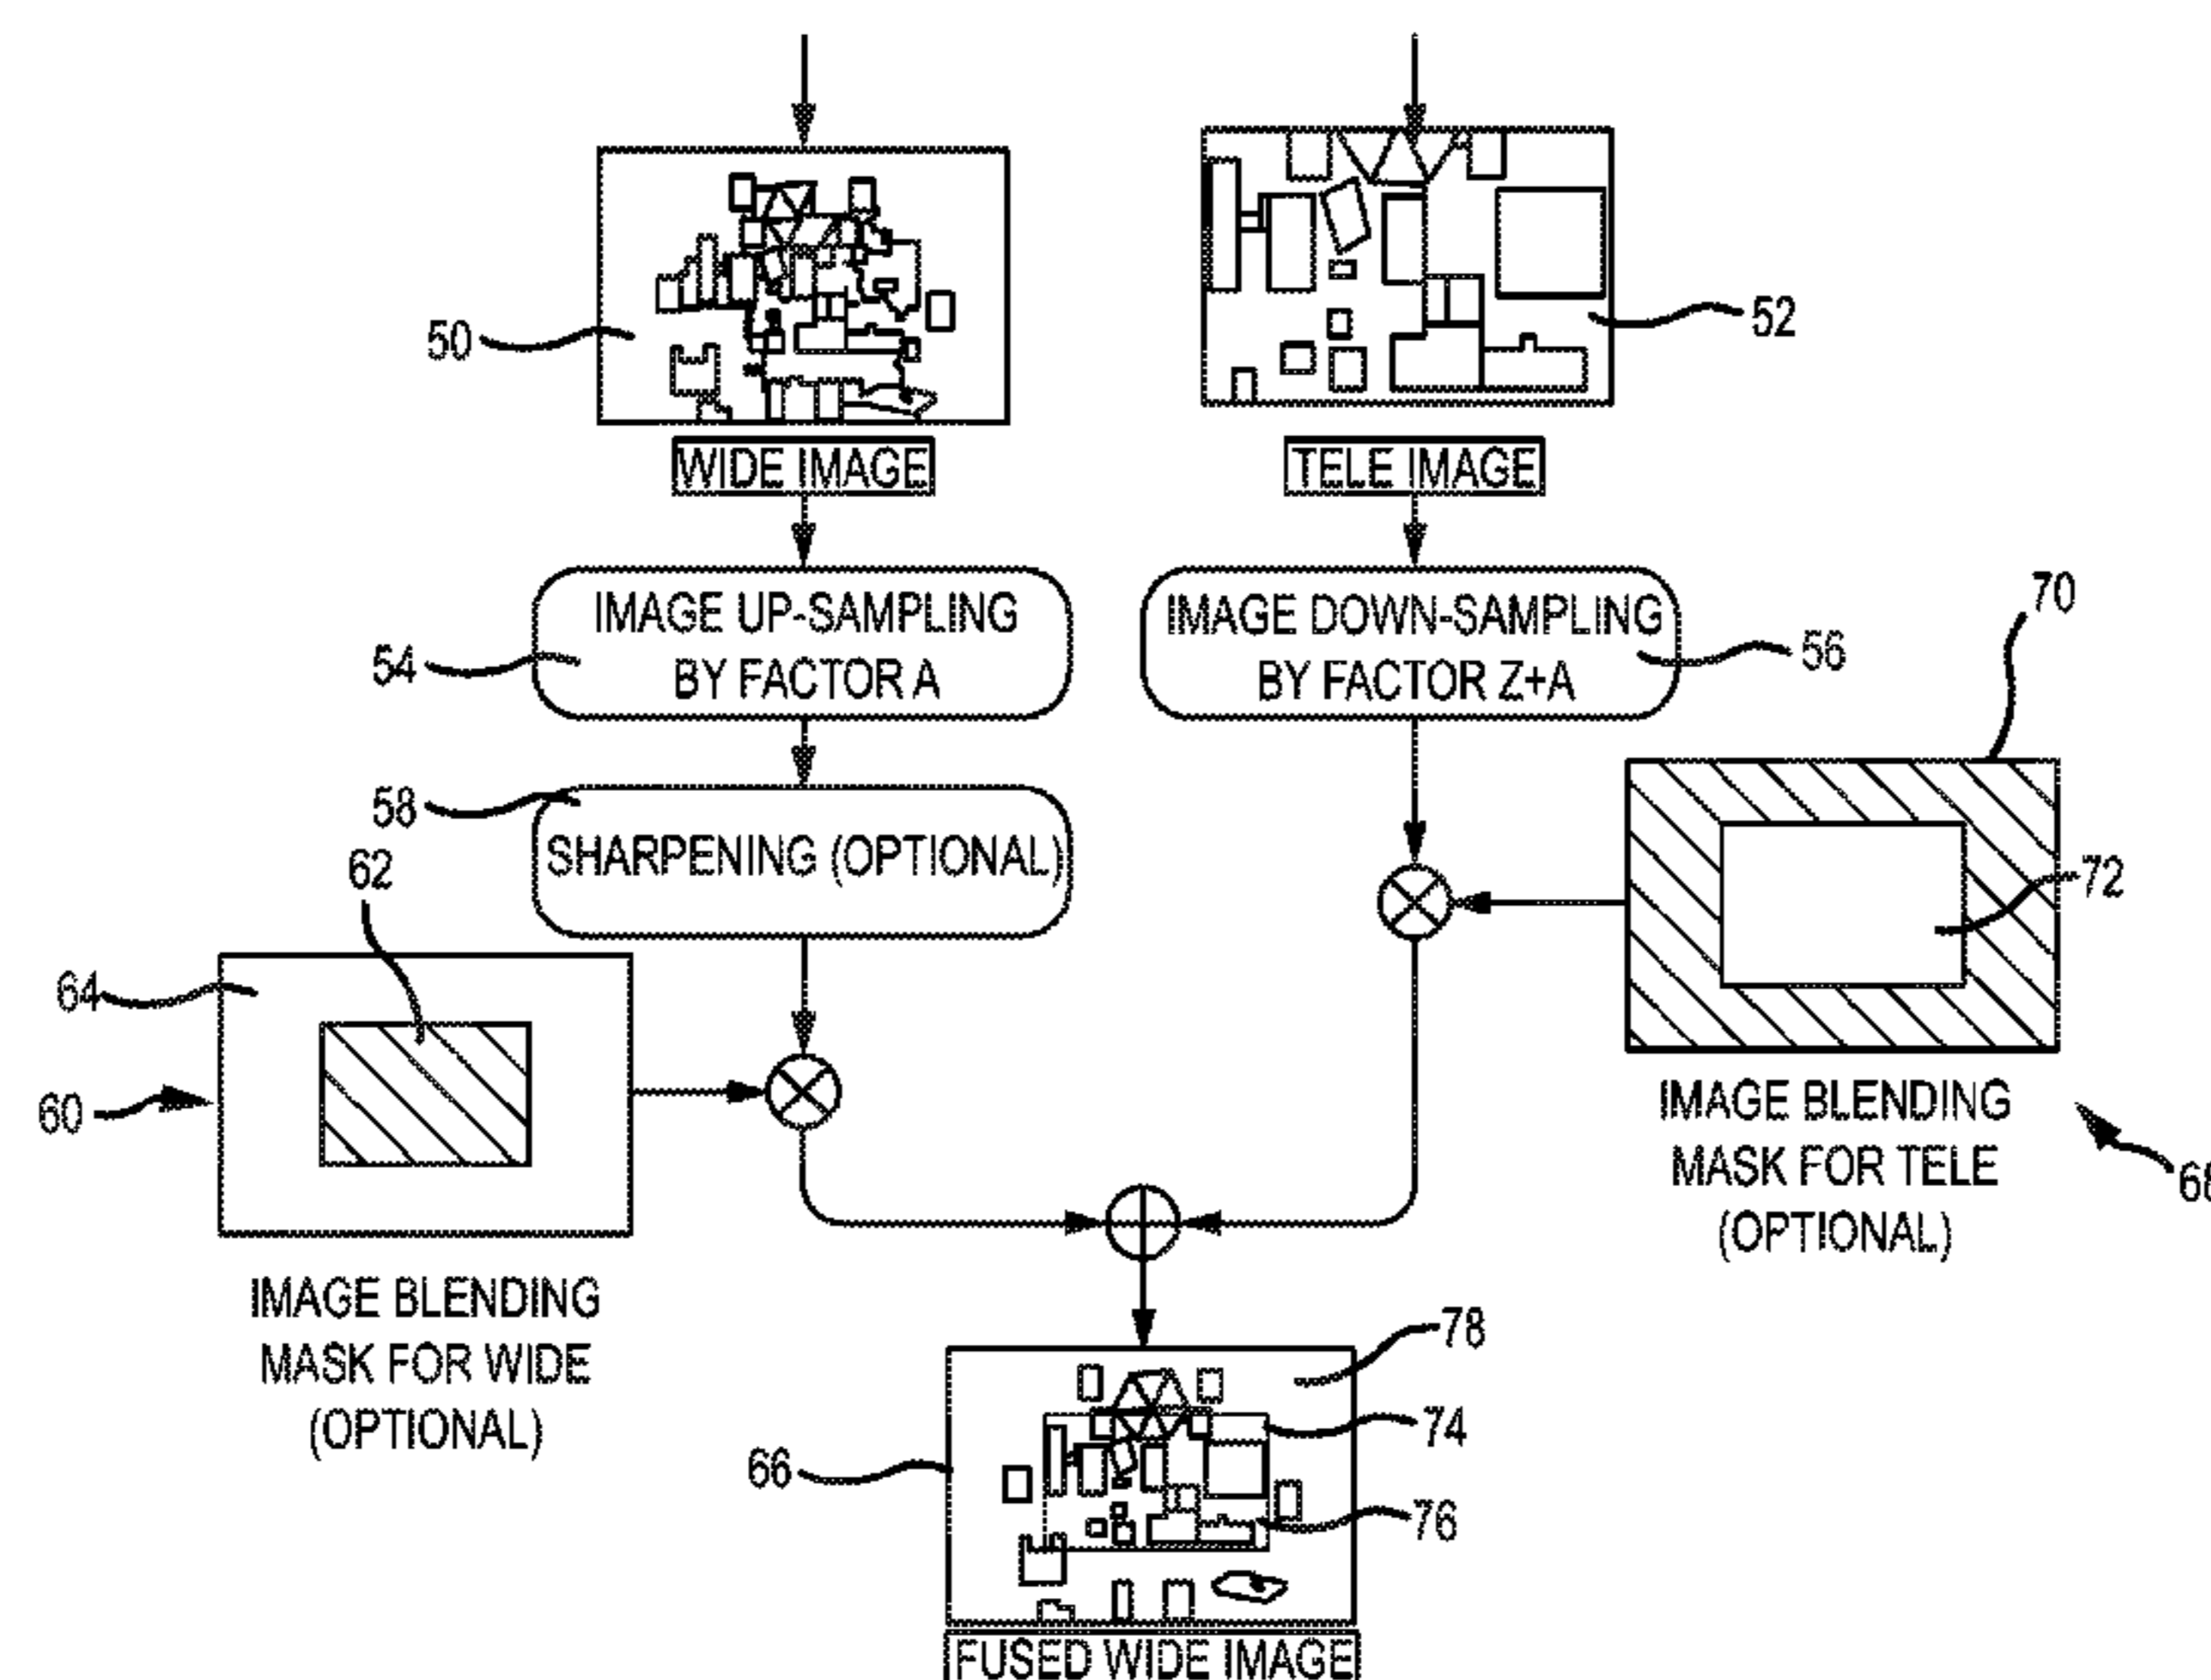 50
52
WIDE IMAGE
TELE IMAGE
IMAGE UP-SAMPLING
BY FACTOR A
54
IMAGE DOWN-SAMPLING
BY FACTOR Z+A
56
70
58
SHARPENING (OPTIONAL)
62
72
64
60
IMAGE BLENDING
MASK FOR TELE
(OPTIONAL)
IMAGE BLENDING
MASK FOR WIDE
(OPTIONAL)
78
74
66
76
FUSED WIDE IMAGE